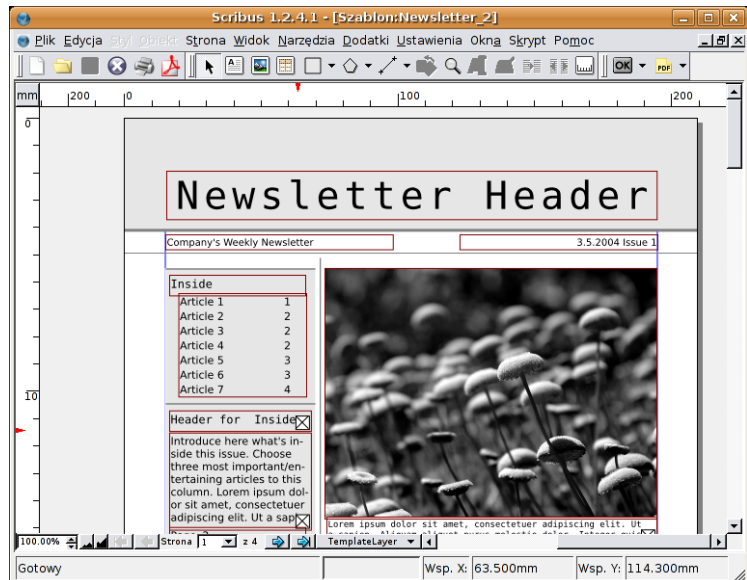 Scribus 1.2.4.1 - [Szablon:Newsletter_2]
Plik Edycja Styl Obiekt Strona Widok Narzędzia Dodatki Ustawienia Okna Skrypt Pomoc
OK PDF
mm 200 0 100 200
0
Newsletter Header
Company's Weekly Newsletter 3.5.2004 Issue 1
Inside
Article 1 1
Article 2 2
Article 3 2
Article 4 2
Article 5 3
Article 6 3
Article 7 4
10
Header for Inside
Introduce here what's in-
side this issue. Choose
three most important/en-
tertaining articles to this
column. Lorem ipsum dol-
or sit amet, consectetuer
adipiscing elit. Ut a sap
Lorem ipsum dolor sit amet, consectetuer adipiscing elit. Ut
100.00% Strona 1 z 4 TemplateLayer
Gotowy Wsp. X: 63.500mm Wsp. Y: 114.300mm